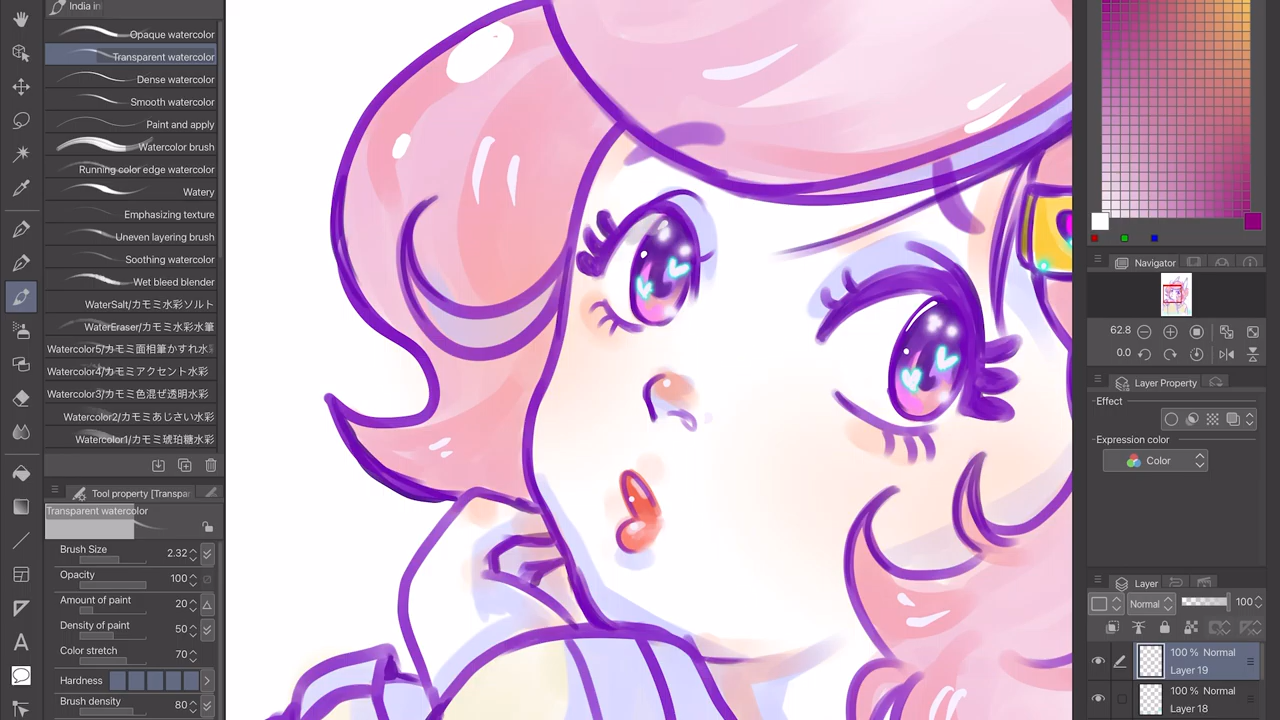 India in
Opaque watercolor
Transparent watercolor
Dense watercolor
Smooth watercolor
Paint and apply
Watercolor brush
Running color edge watercolor
Watery
Emphasizing texture
Uneven layering brush
Soothing watercolor
Wet bleed blender
WaterSalt/カモミ水彩ソルト
WaterEraser/カモミ水彩水筆
Watercolor5/カモミ面相筆かすれ水
Watercolor4/カモミアクセント水彩
Watercolor3/カモミ色混ぜ透明水彩
Watercolor2/カモミあじさい水彩
Watercolor1/カモミ琥珀糖水彩
Tool property [Transpar
Transparent watercolor
Brush Size 2.32
Opacity 100
Amount of paint 20
Density of paint 50
Color stretch 70
Hardness
Brush density 80
Navigator
62.8
0.0
Layer Property
Effect
Expression color
Color
Layer
Normal 100
100 % Normal
Layer 19
100 % Normal
Layer 18